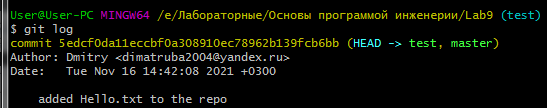 User@User-PC MINGW64 /e/Лабораторные/Основы программой инженерии/Lab9 (test)
$ git log
commit 5edcf0da11eccbf0a308910ec78962b139fcb6bb (HEAD -> test, master)
Author: Dmitry <dimatruba2004@yandex.ru>
Date:   Tue Nov 16 14:42:08 2021 +0300
    added Hello.txt to the repo